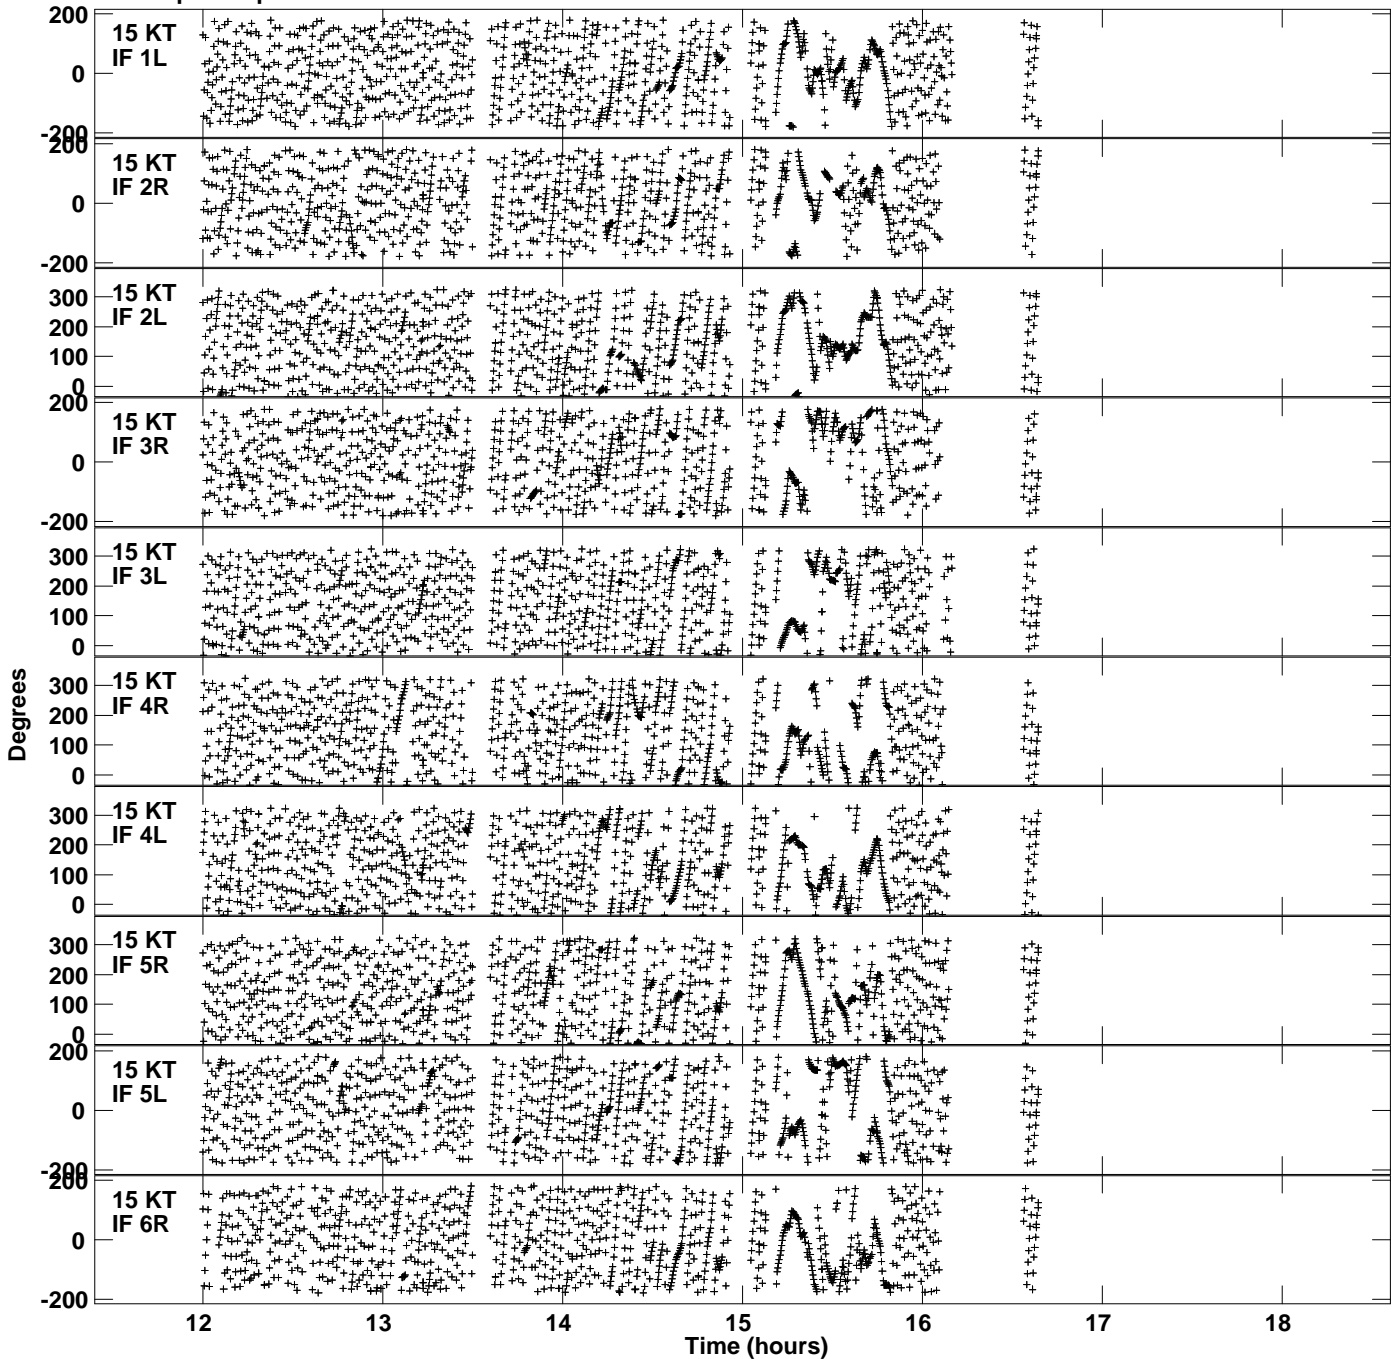 200
15 KT
IF 1L
0
-200
200
15 KT
IF 2R
0
-200
15 KT
IF 2L
300
200
100
0
200
15 KT
IF 3R
0
-200
15 KT
IF 3L
300
200
100
0
15 KT
IF 4R
300
200
100
0
15 KT
IF 4L
300
200
100
0
15 KT
IF 5R
300
200
100
0
200
15 KT
IF 5L
0
-200
200
15 KT
IF 6R
0
-200
Degrees
12 13 14 15 16 17 18
Time (hours)